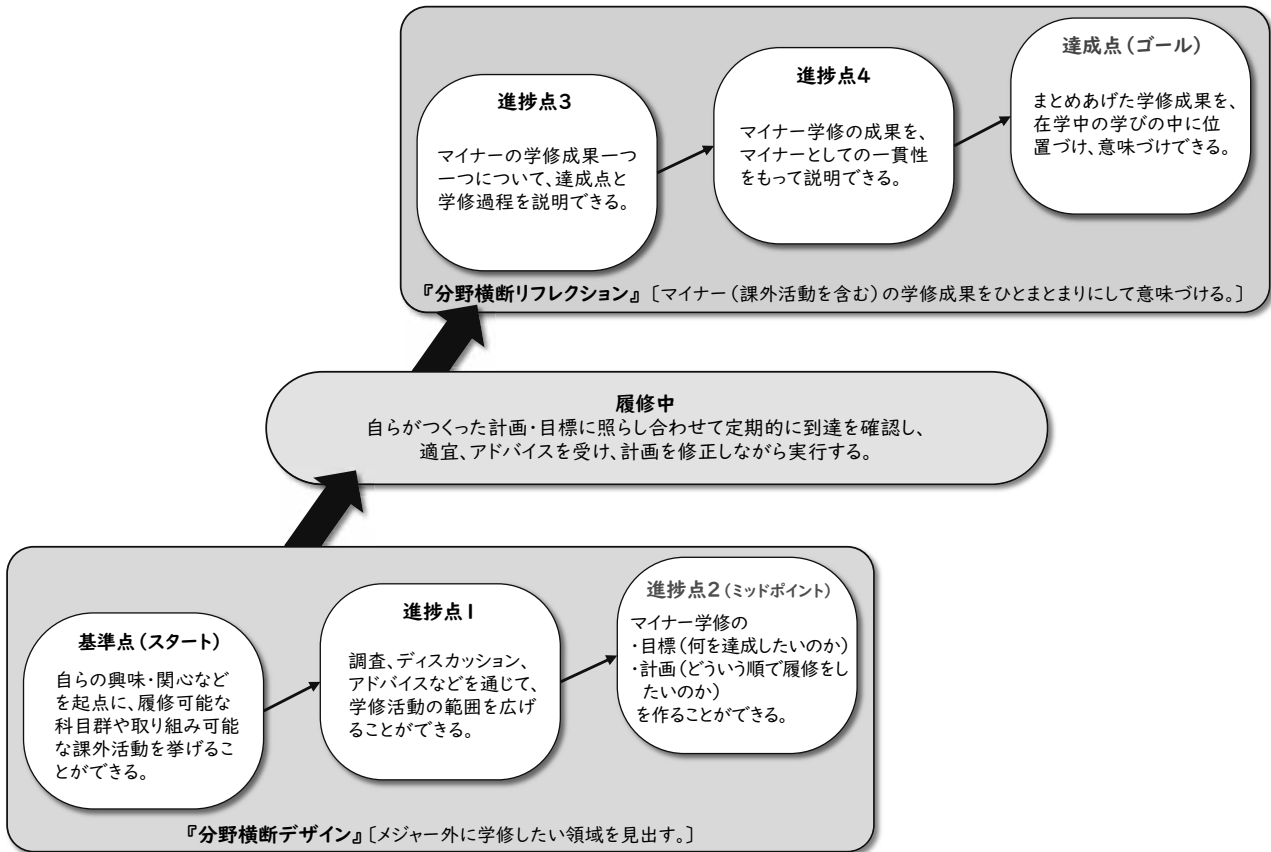 達成点(ゴール)
まとめあげた学修成果を、
在学中の学びの中に位
置づけ、意味づけできる。
進捗点4
マイナー学修の成果を、
マイナーとしての一貫性
をもって説明できる。
進捗点3
マイナーの学修成果一つ
一つについて、達成点と
学修過程を説明できる。
『分野横断リフレクション』［マイナー(課外活動を含む)の学修成果をひとまとまりにして意味づける。］
履修中
自らがつくった計画・目標に照らし合わせて定期的に到達を確認し、
適宜、アドバイスを受け、計画を修正しながら実行する。
基準点(スタート)
自らの興味・関心など
を起点に、履修可能な
科目群や取り組み可能
な課外活動を挙げるこ
とができる。
進捗点1
調査、ディスカッション、
アドバイスなどを通じて、
学修活動の範囲を広げ
ることができる。
進捗点2(ミッドポイント)
マイナー学修の
・目標(何を達成したいのか)
・計画(どういう順で履修をし
たいのか)
を作ることができる。
『分野横断デザイン』［メジャー外に学修したい領域を見出す。］